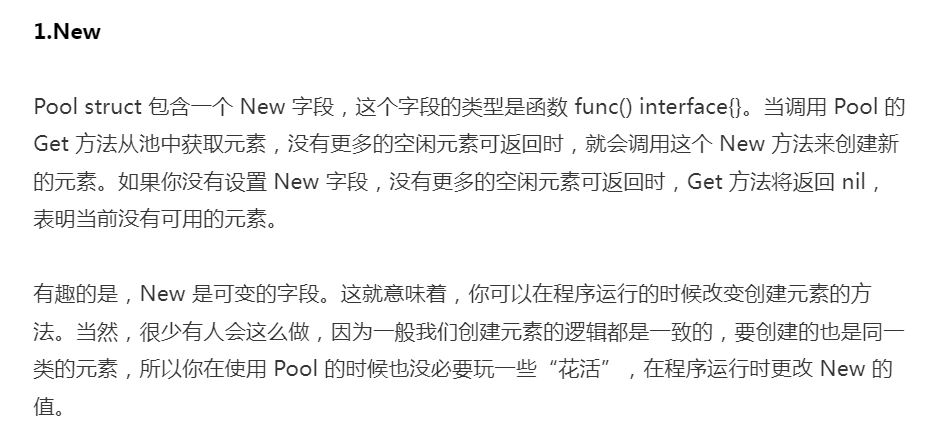 1.New
Pool struct 包含一个 New 字段，这个字段的类型是函数 func() interface{}。当调用 Pool 的
Get 方法从池中获取元素，没有更多的空闲元素可返回时，就会调用这个 New 方法来创建新
的元素。如果你没有设置 New 字段，没有更多的空闲元素可返回时，Get 方法将返回 nil，
表明当前没有可用的元素。
有趣的是，New 是可变的字段。这就意味着，你可以在程序运行的时候改变创建元素的方
法。当然，很少有人会这么做，因为一般我们创建元素的逻辑都是一致的，要创建的也是同一
类的元素，所以你在使用 Pool 的时候也没必要玩一些“花活”，在程序运行时更改 New 的
值。